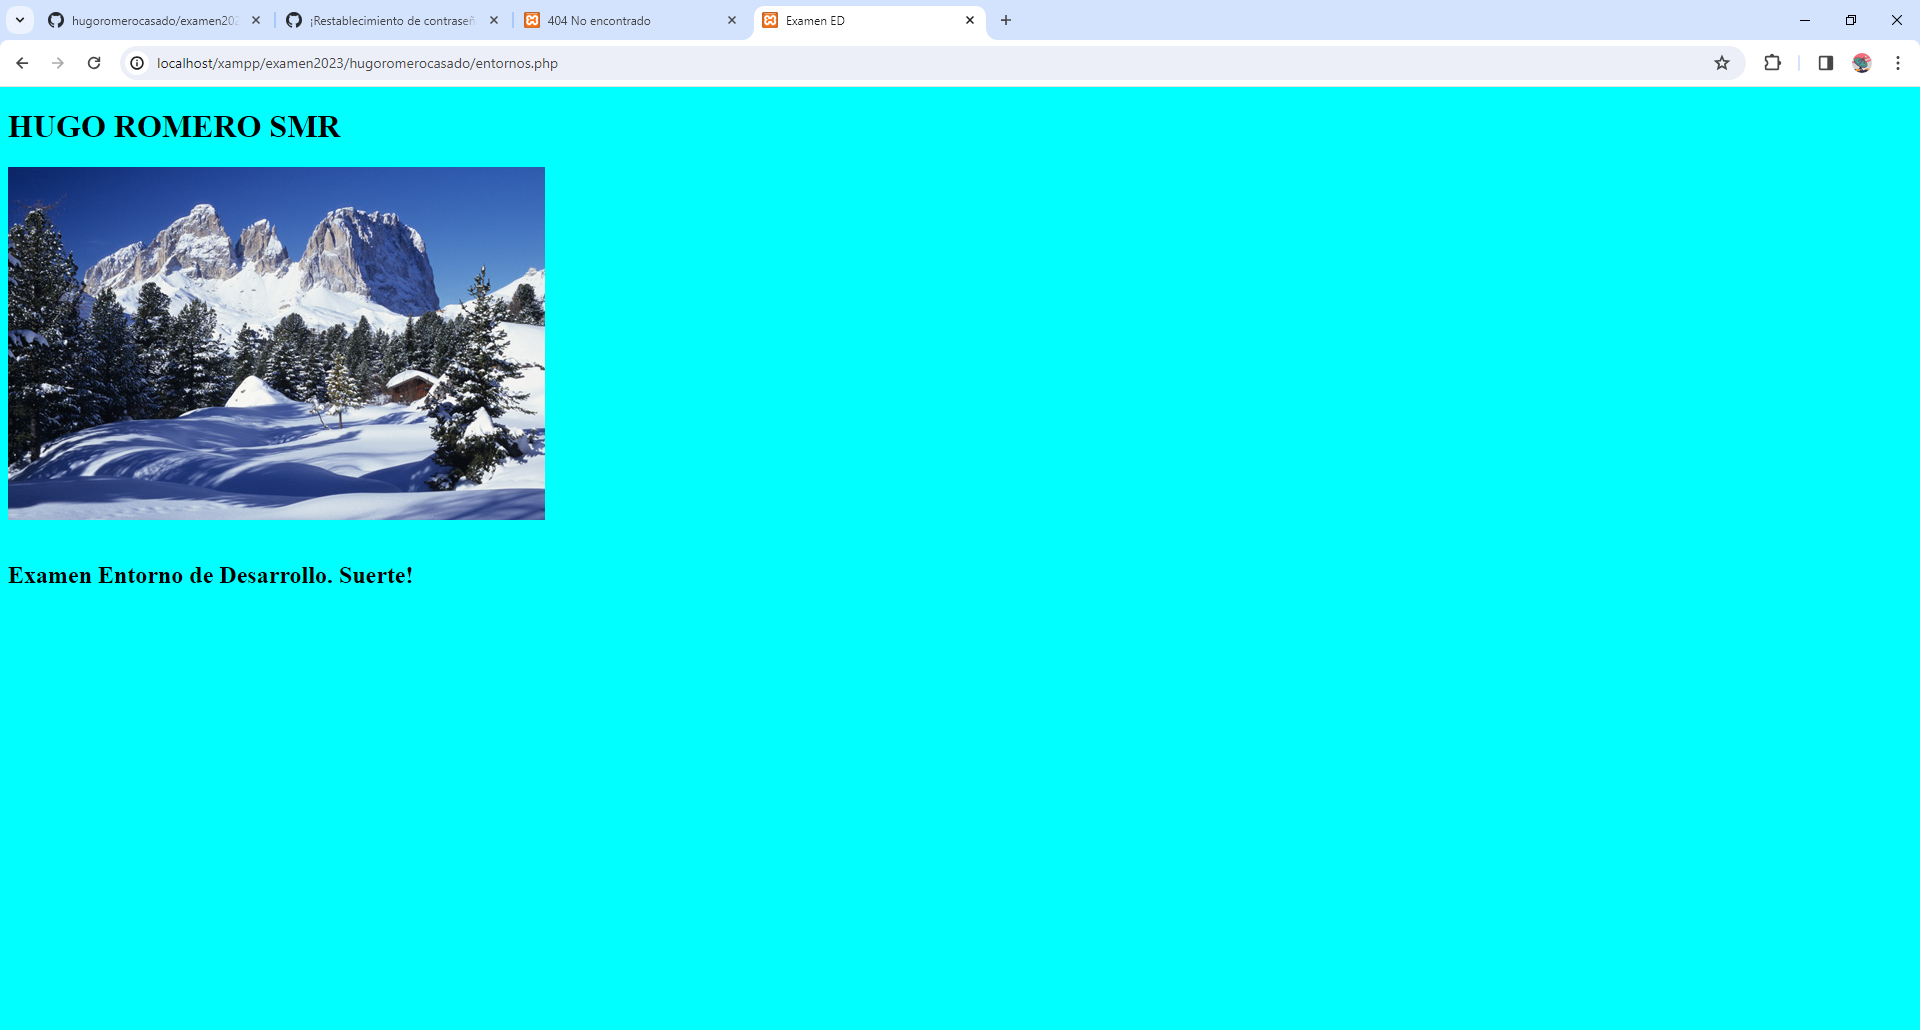 hugoromerocasado/examen202
¡Restablecimiento de contraseñ
404 No encontrado
Examen ED
localhost/xampp/examen2023/hugoromerocasado/entornos.php
HUGO ROMERO SMR
Examen Entorno de Desarrollo. Suerte!